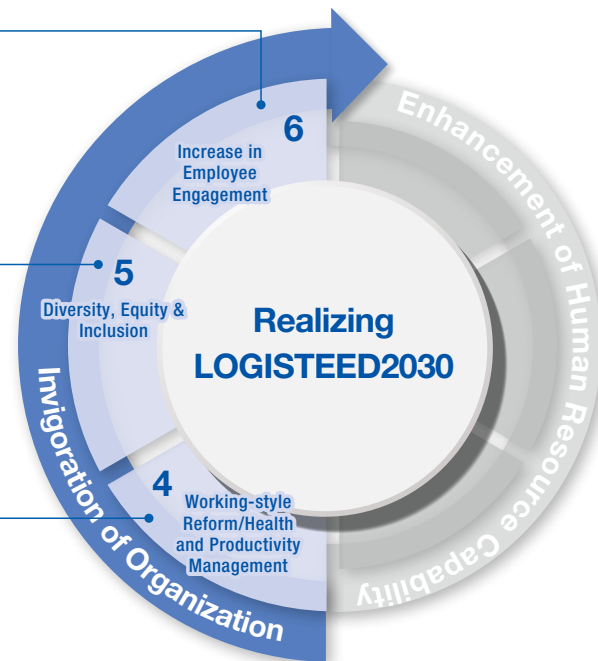 6
Increase in
Employee
Engagement
5
Diversity, Equity &
Inclusion
4
Working-style
Reform/Health
and Productivity
Management
Realizing
LOGISTEED2030
Invigoration of Organization
Enhancement of Human Resource Capability